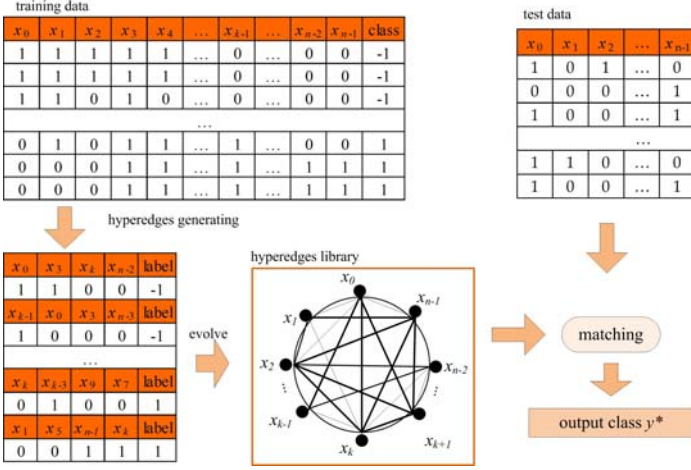 training data
x0 x1 x2 x3 x4 ... xk-1 ... xn-2 xn-1 class
1 1 1 1 1 ... 0 ... 0 0 -1
1 1 1 1 1 ... 0 ... 0 0 -1
1 1 0 1 0 ... 0 ... 0 0 -1
...
0 1 0 1 1 ... 1 ... 0 0 1
0 0 0 1 1 ... 1 ... 1 1 1
0 0 0 1 1 ... 1 ... 1 1 1
test data
x0 x1 x2 ... xn-1
1 0 1 ... 0
0 0 0 ... 1
1 0 0 ... 1
...
1 1 0 ... 0
1 0 0 ... 1
hyperedges generating
x0 x3 xk xn-2 label
1 1 0 0 -1
xk-1 x0 x3 xn-3 label
1 0 0 0 -1
...
xk xk-3 x9 x7 label
0 1 0 0 1
x1 x5 xn-1 xk label
0 0 1 1 1
evolve
hyperedges library
x0
x1
xn-1
x2
xn-2
...
...
xk-1
xk
xk+1
matching
output class y*